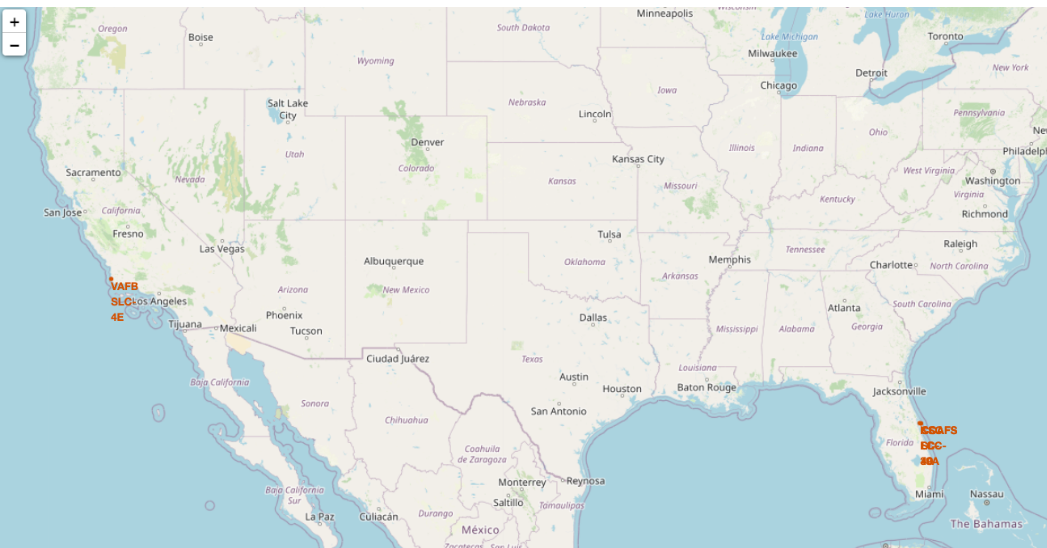 +
−
Minneapolis
Wisconsin
Lake Huron
Oregon
Boise
South Dakota
Lake Michigan
Toronto
Milwaukee
Wyoming
Detroit
New York
Chicago
Iowa
Salt Lake
City
Nebraska
Lincoln
Pennsylvania
Ohio
Denver
Utah
Illinois
Indiana
Philadelph
Kansas City
Colorado
Sacramento
Nevada
Kansas
Missouri
West Virginia
Washington
Virginia
Kentucky
San Jose
California
Richmond
Fresno
Las Vegas
Tulsa
Raleigh
Tennessee
Albuquerque
Oklahoma
Memphis
Charlotte
North Carolina
Arkansas
VAFB
SLC-
4E
Los Angeles
Arizona
New Mexico
South Carolina
Phoenix
Atlanta
Tijuana
Mexicali
Tucson
Dallas
Mississippi
Alabama
Georgia
Ciudad Juárez
Texas
Louisiana
Baja California
Austin
Houston
Baton Rouge
Jacksonville
Sonora
San Antonio
Chihuahua
Florida
Coahuila
de Zaragoza
Monterrey
Reynosa
Baja California
Sur
Saltillo
Tamaulipas
Miami
Nassau
La Paz
Culiacán
Durango
México
The Bahamas
Zacatecas
San Luis